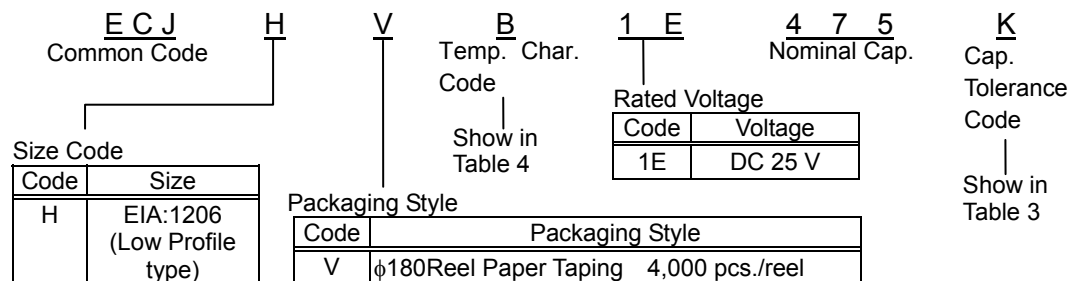 E C J H V B 1 E 4 7 5 K
Common Code Temp. Char. Nominal Cap. Cap.
Code Tolerance
Rated Voltage Code
Code Voltage
Show in
Size Code Table 4 1E DC 25 V
Code Size Show in
H EIA:1206 Packaging Style Table 3
(Low Profile Code Packaging Style
type) V ϕ180Reel Paper Taping 4,000 pcs./reel